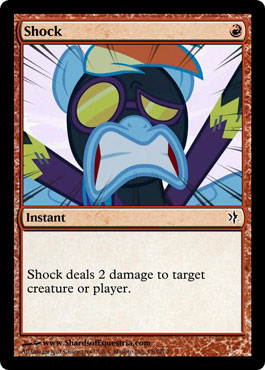 Shock
Instant
Shock deals 2 damage to target
creature or player.
www.ShardsofEquestria.com